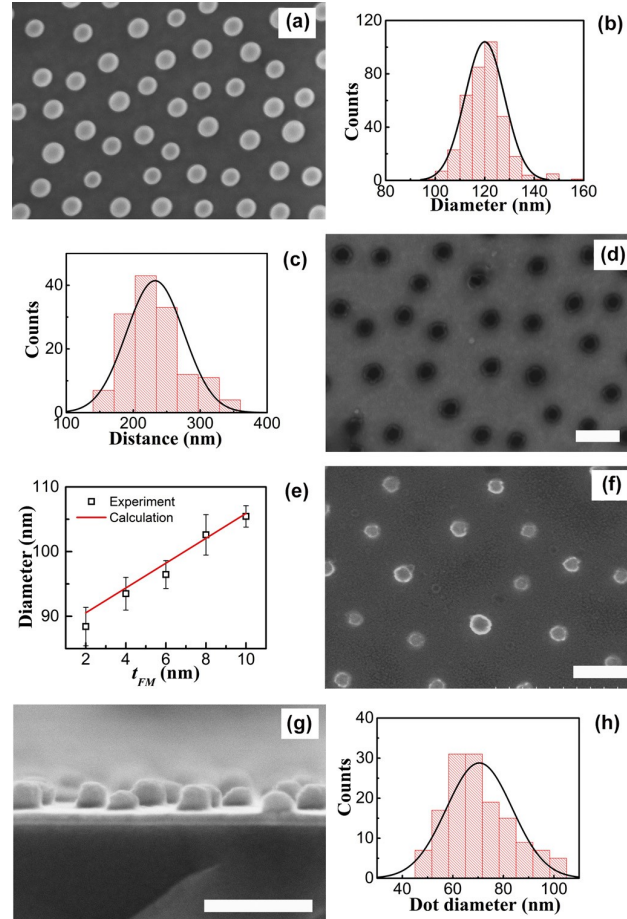 (a)
(b)
120
80
40
0
80 100 120 140 160
Counts
Diameter (nm)
(c)
40
20
0
100 200 300 400
Counts
Distance (nm)
(d)
(e)
110
100
90
2 4 6 8 10
Diameter (nm)
t_FM (nm)
Experiment
Calculation
(f)
(g)
(h)
40
30
20
10
0
40 60 80 100
Counts
Dot diameter (nm)